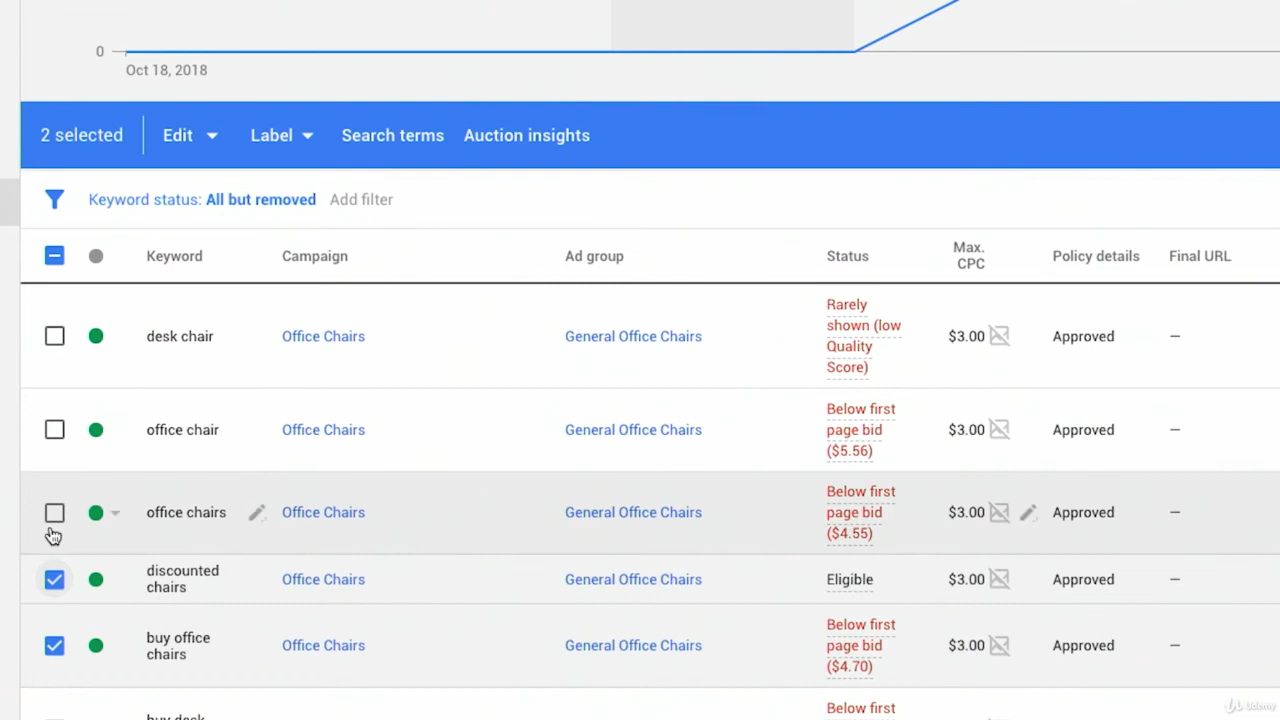 0
Oct 18, 2018
2 selected Edit Label Search terms Auction insights
Keyword status: All but removed Add filter
Keyword Campaign Ad group Status Max. CPC Policy details Final URL
desk chair Office Chairs General Office Chairs Rarely shown (low Quality Score) $3.00 Approved —
office chair Office Chairs General Office Chairs Below first page bid ($5.56) $3.00 Approved —
office chairs Office Chairs General Office Chairs Below first page bid ($4.55) $3.00 Approved —
discounted chairs Office Chairs General Office Chairs Eligible $3.00 Approved —
buy office chairs Office Chairs General Office Chairs Below first page bid ($4.70) $3.00 Approved —
buy desk Below first
Udemy